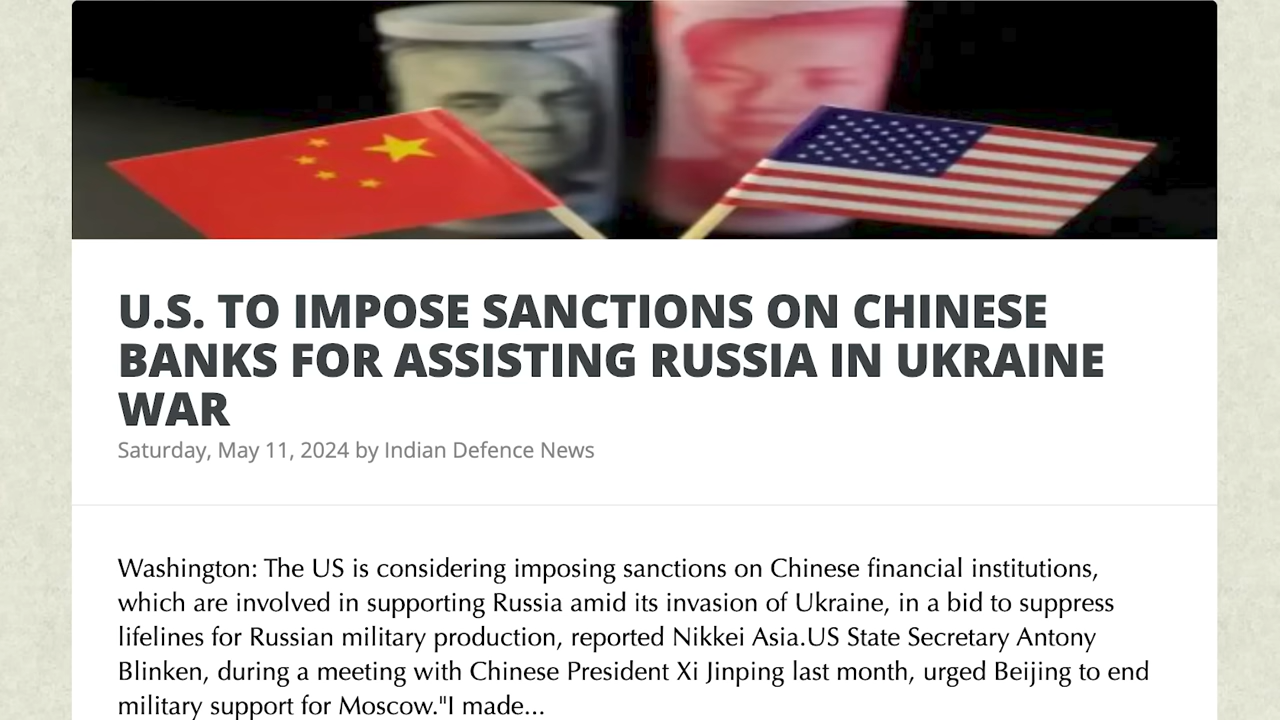 U.S. TO IMPOSE SANCTIONS ON CHINESE
BANKS FOR ASSISTING RUSSIA IN UKRAINE
WAR
Saturday, May 11, 2024 by Indian Defence News
Washington: The US is considering imposing sanctions on Chinese financial institutions,
which are involved in supporting Russia amid its invasion of Ukraine, in a bid to suppress
lifelines for Russian military production, reported Nikkei Asia.US State Secretary Antony
Blinken, during a meeting with Chinese President Xi Jinping last month, urged Beijing to end
military support for Moscow."I made...